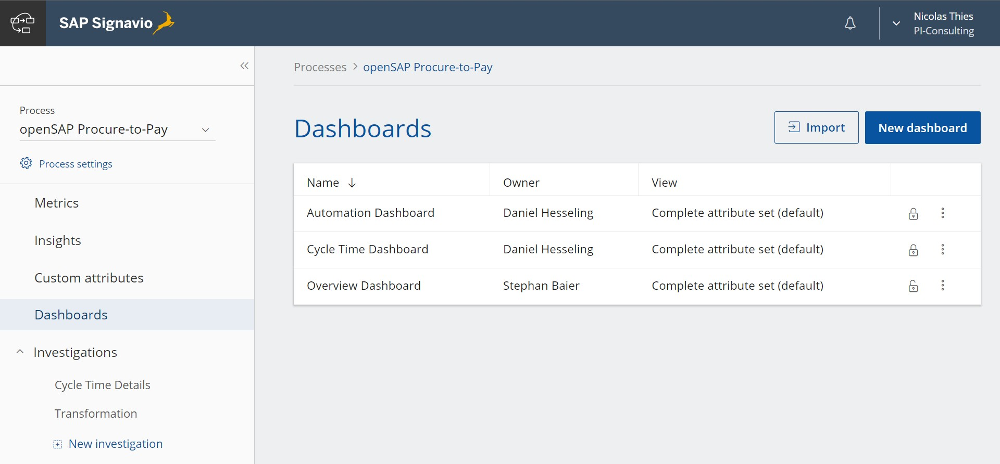 SAP Signavio
Nicolas Thies
PI-Consulting
Processes > openSAP Procure-to-Pay
Process
openSAP Procure-to-Pay
Process settings
Metrics
Insights
Custom attributes
Dashboards
Investigations
Cycle Time Details
Transformation
New investigation
Dashboards
Import
New dashboard
Name Owner View
Automation Dashboard Daniel Hesseling Complete attribute set (default)
Cycle Time Dashboard Daniel Hesseling Complete attribute set (default)
Overview Dashboard Stephan Baier Complete attribute set (default)